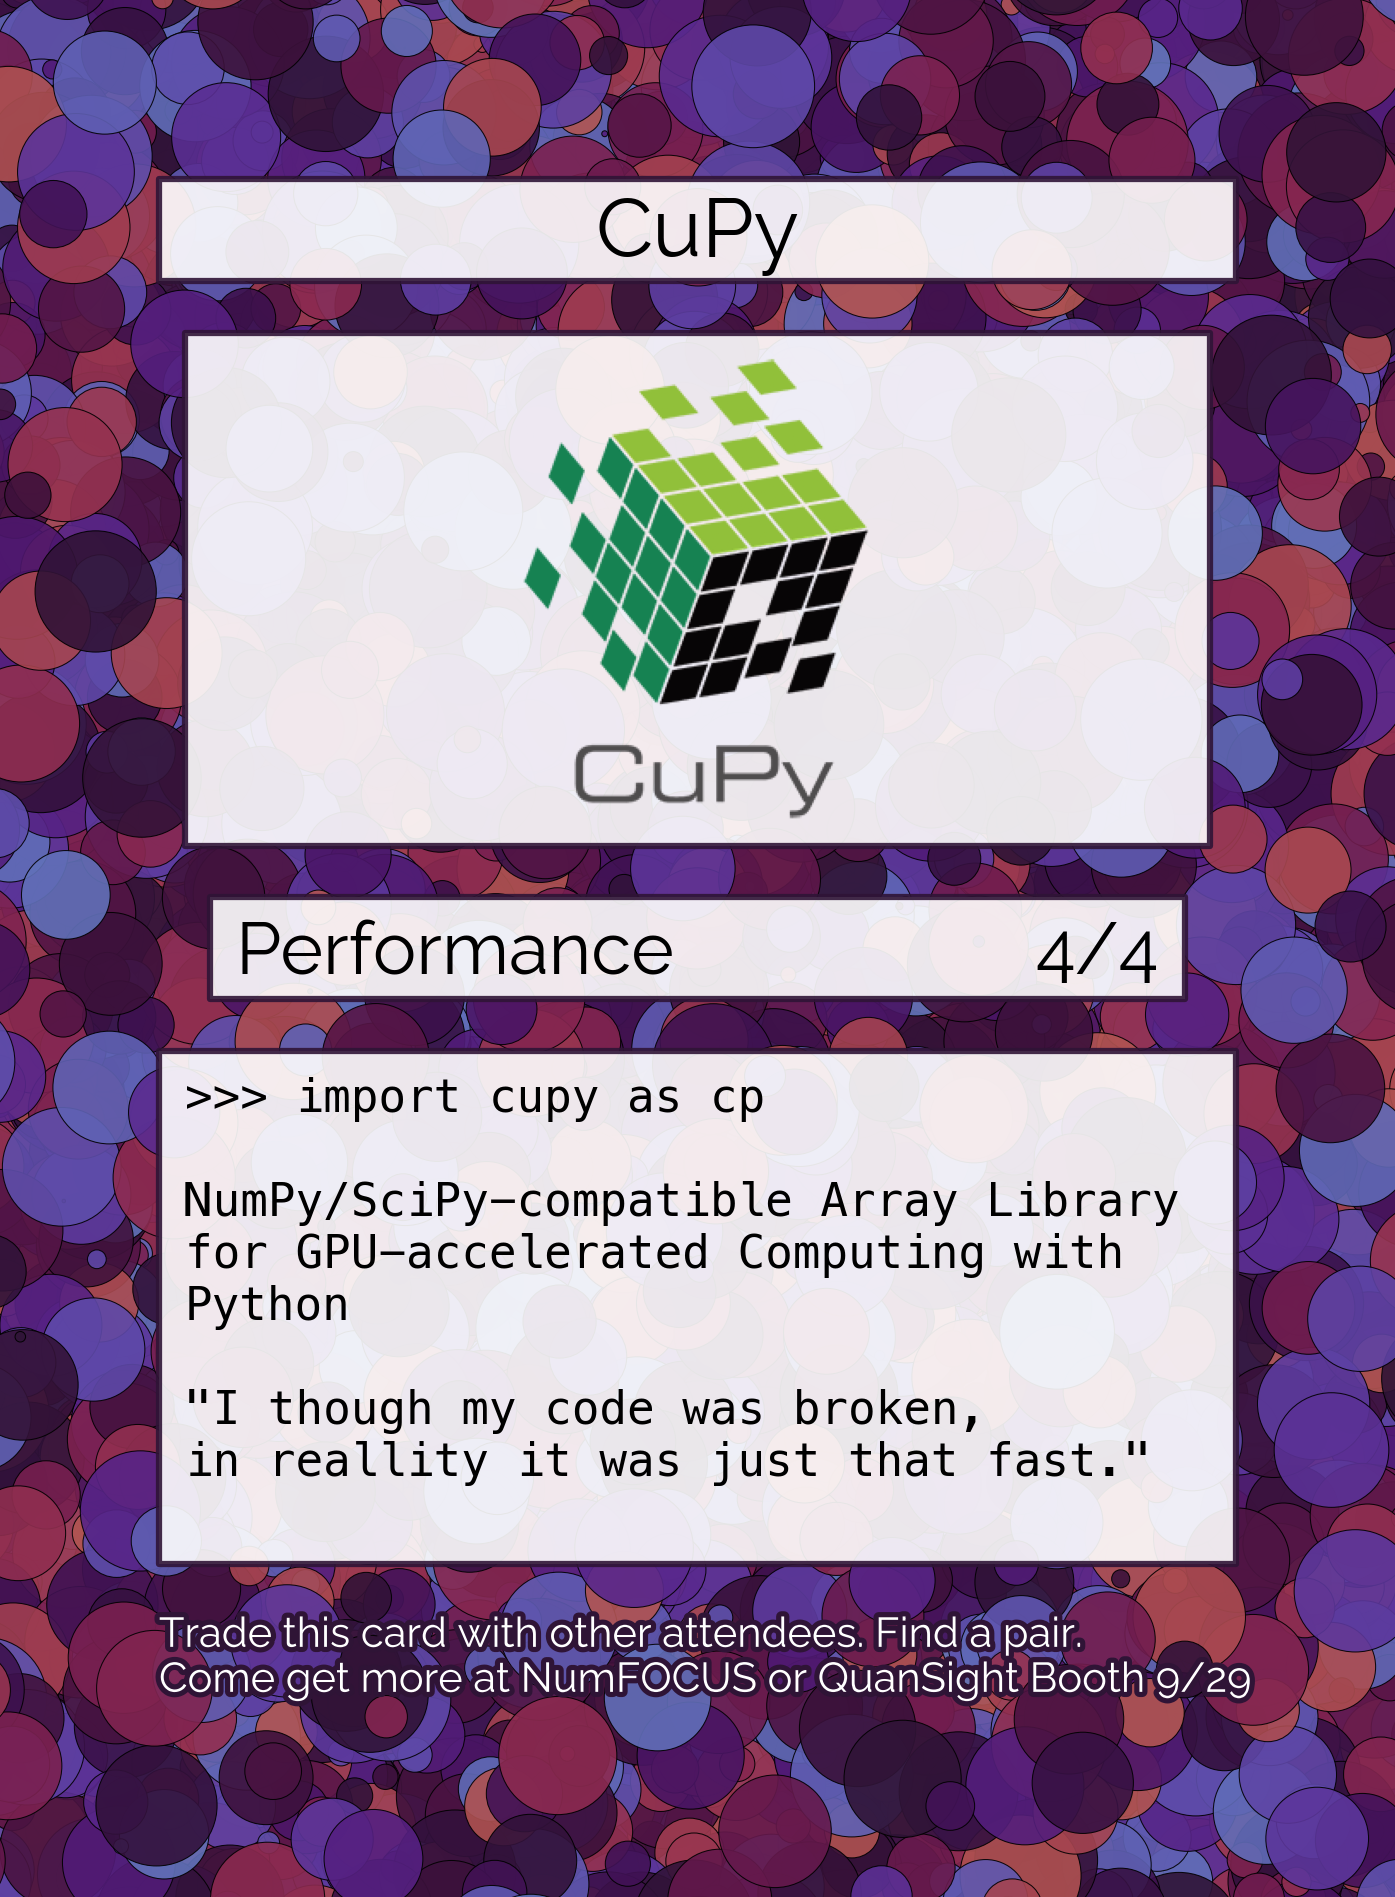 CuPy
CuPy
Performance 4/4
>>> import cupy as cp
NumPy/SciPy-compatible Array Library
for GPU-accelerated Computing with
Python
"I though my code was broken,
in reallity it was just that fast."
Trade this card with other attendees. Find a pair.
Come get more at NumFOCUS or QuanSight Booth 9/29